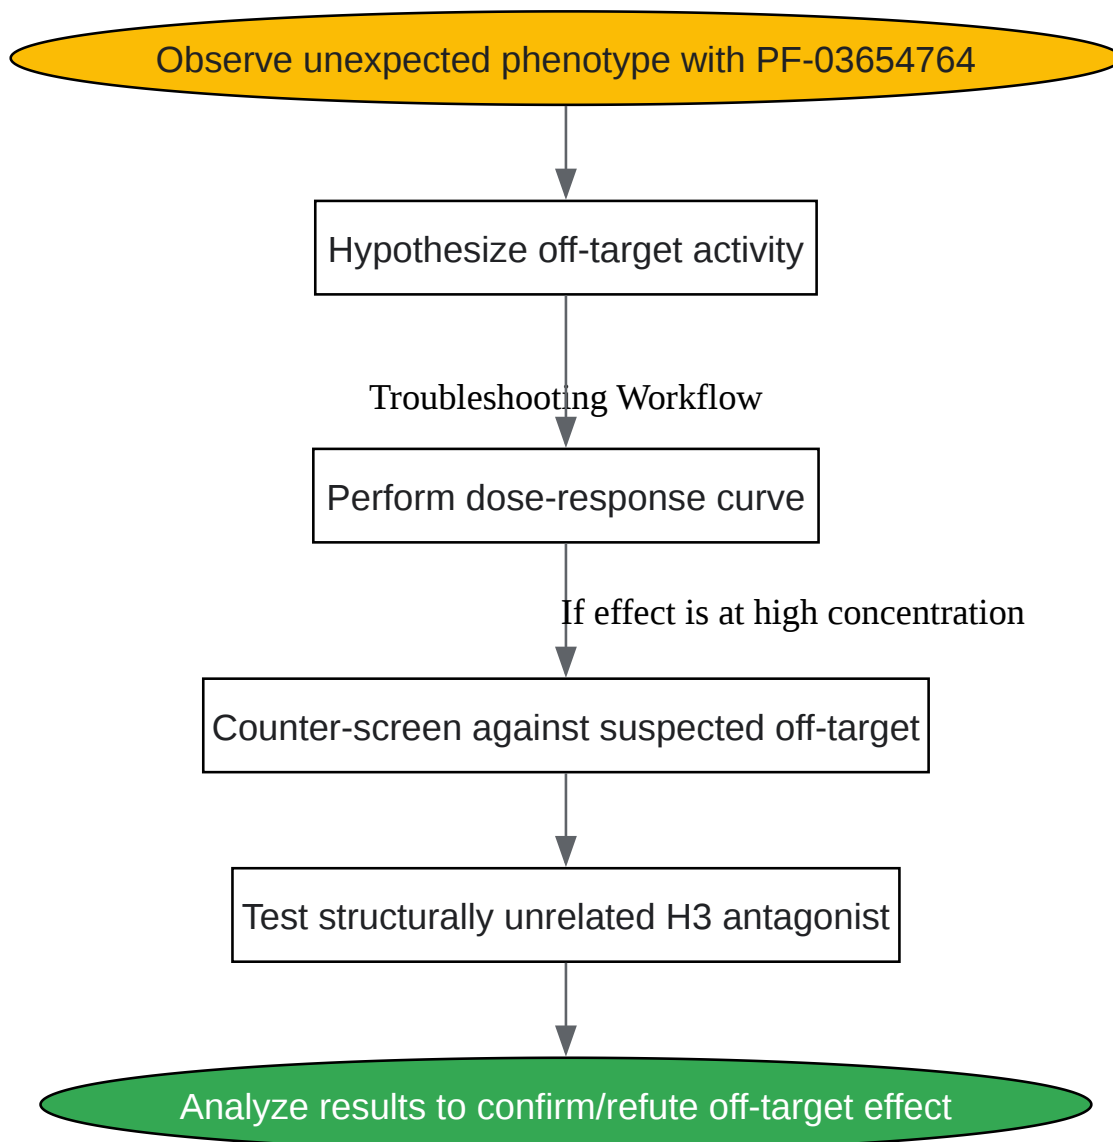 Observe unexpected phenotype with PF-03654764
Hypothesize off-target activity
Troubleshooting Workflow
Perform dose-response curve
If effect is at high concentration
Counter-screen against suspected off-target
Test structurally unrelated H3 antagonist
Analyze results to confirm/refute off-target effect